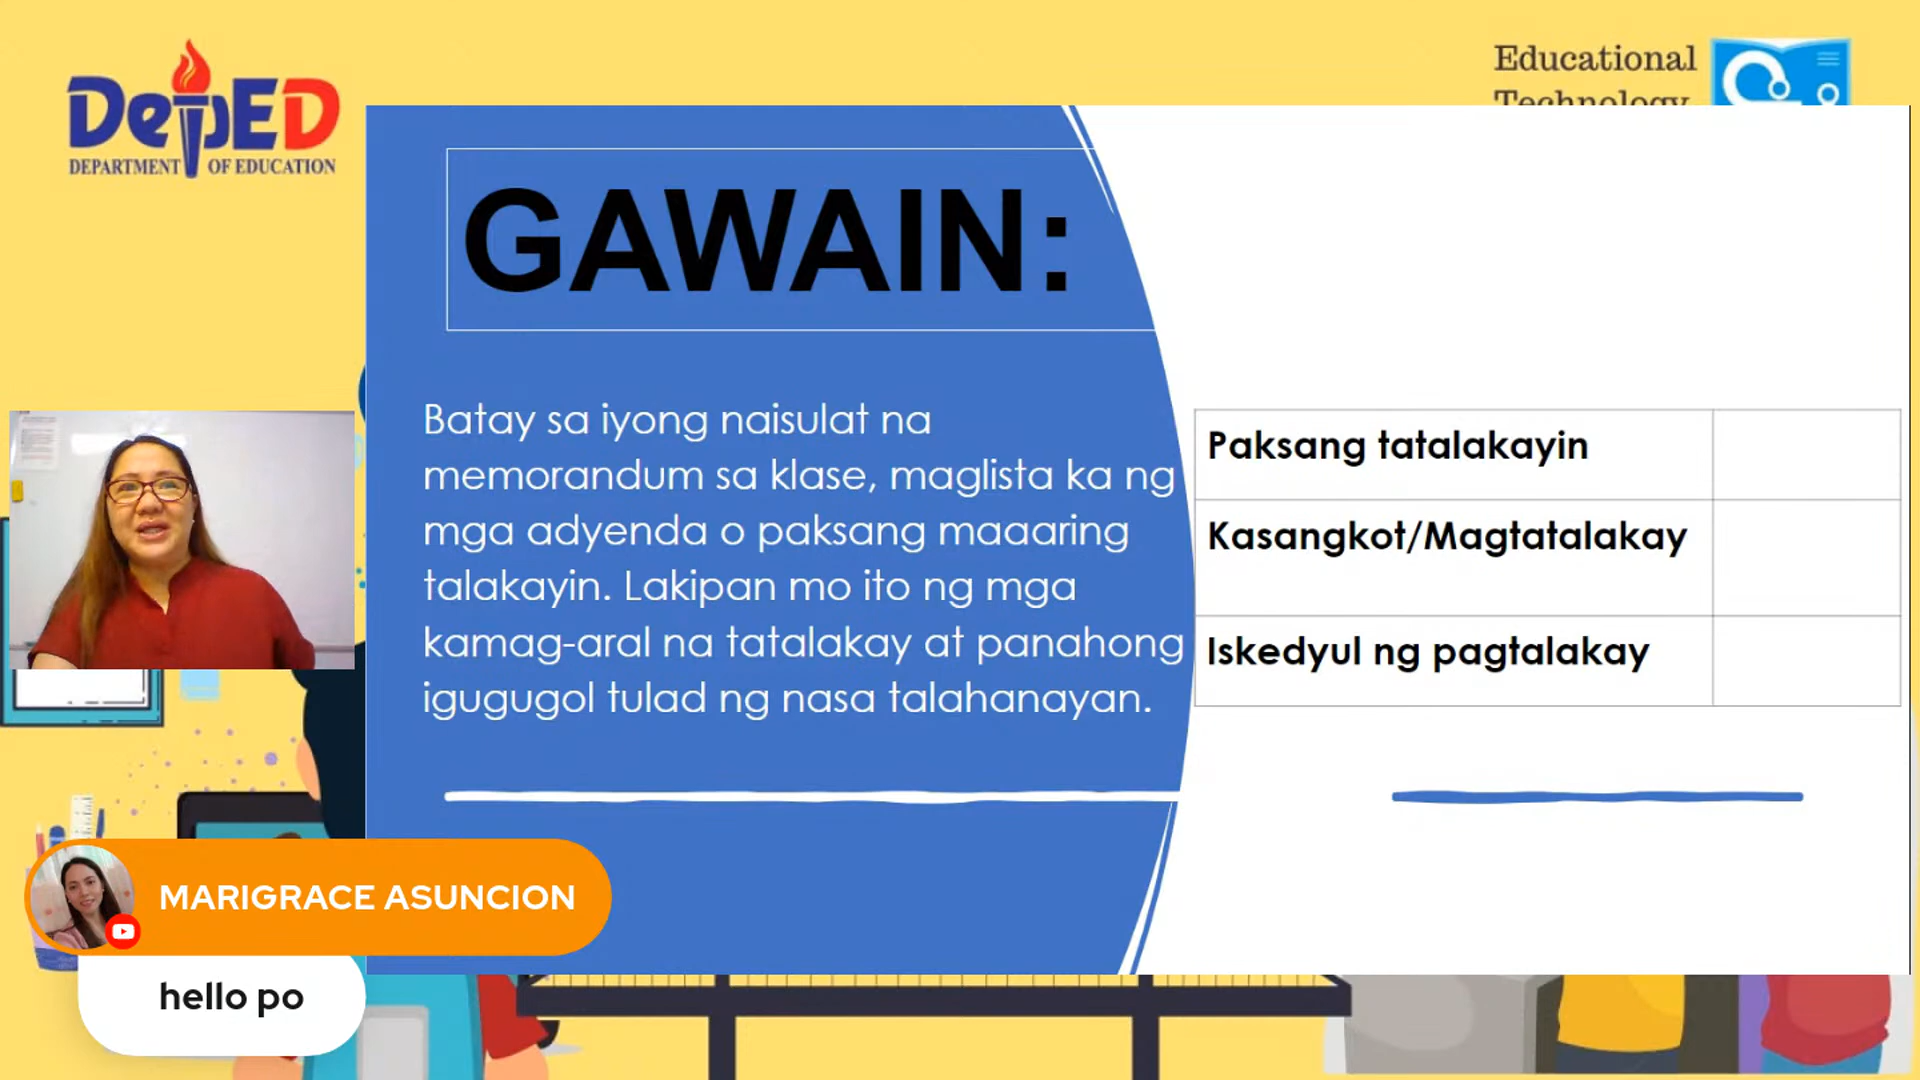 DepED
DEPARTMENT OF EDUCATION
Educational
Technology
GAWAIN:
Batay sa iyong naisulat na
memorandum sa klase, maglista ka ng
mga adyenda o paksang maaaring
talakayin. Lakipan mo ito ng mga
kamag-aral na tatalakay at panahong
igugugol tulad ng nasa talahanayan.
Paksang tatalakayin
Kasangkot/Magtatalakay
Iskedyul ng pagtalakay
MARIGRACE ASUNCION
hello po